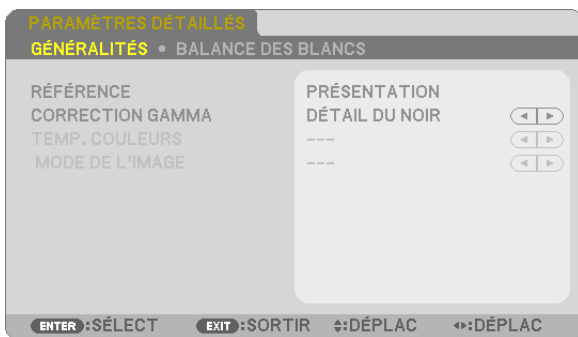 PARAMÈTRES DÉTAILLÉS
GÉNÉRALITÉS • BALANCE DES BLANCS
RÉFÉRENCE PRÉSENTATION
CORRECTION GAMMA DÉTAIL DU NOIR
TEMP. COULEURS ---
MODE DE L'IMAGE ---
ENTER :SÉLECT EXIT :SORTIR :DÉPLAC :DÉPLAC